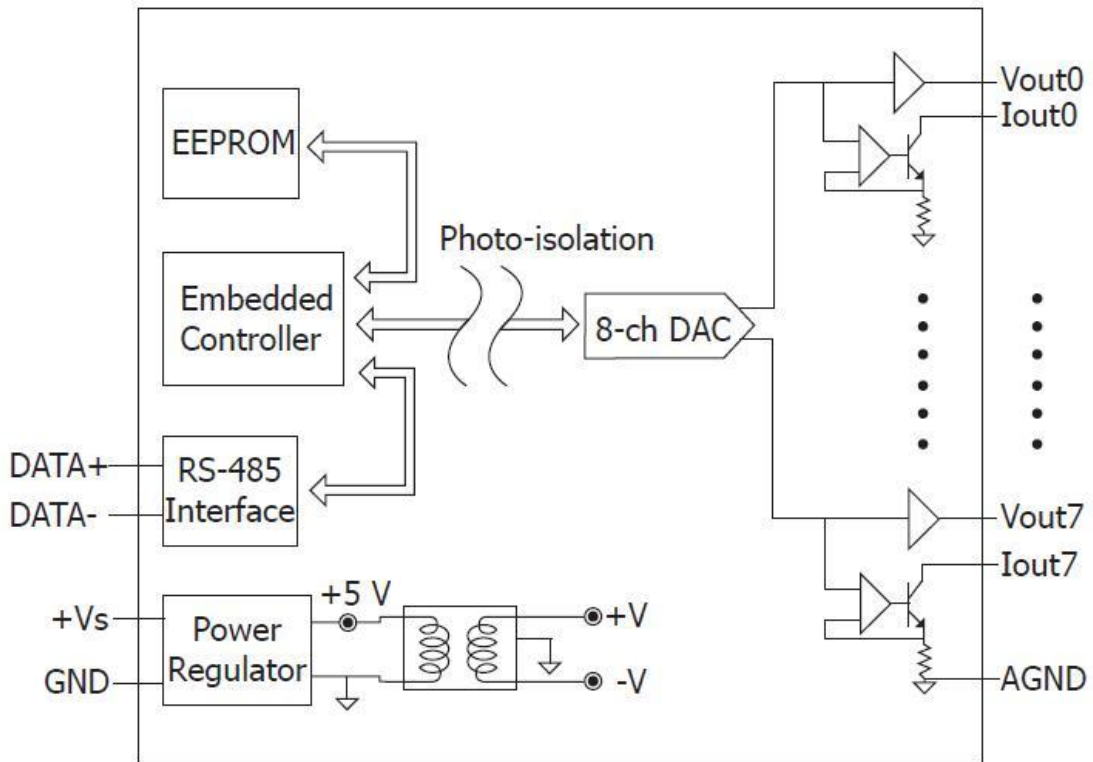 EEPROM
Embedded
Controller
Photo-isolation
8-ch DAC
Vout0
Iout0
DATA+
DATA-
RS-485
Interface
Vout7
Iout7
+Vs
GND
Power
Regulator
+5 V
+V
-V
AGND